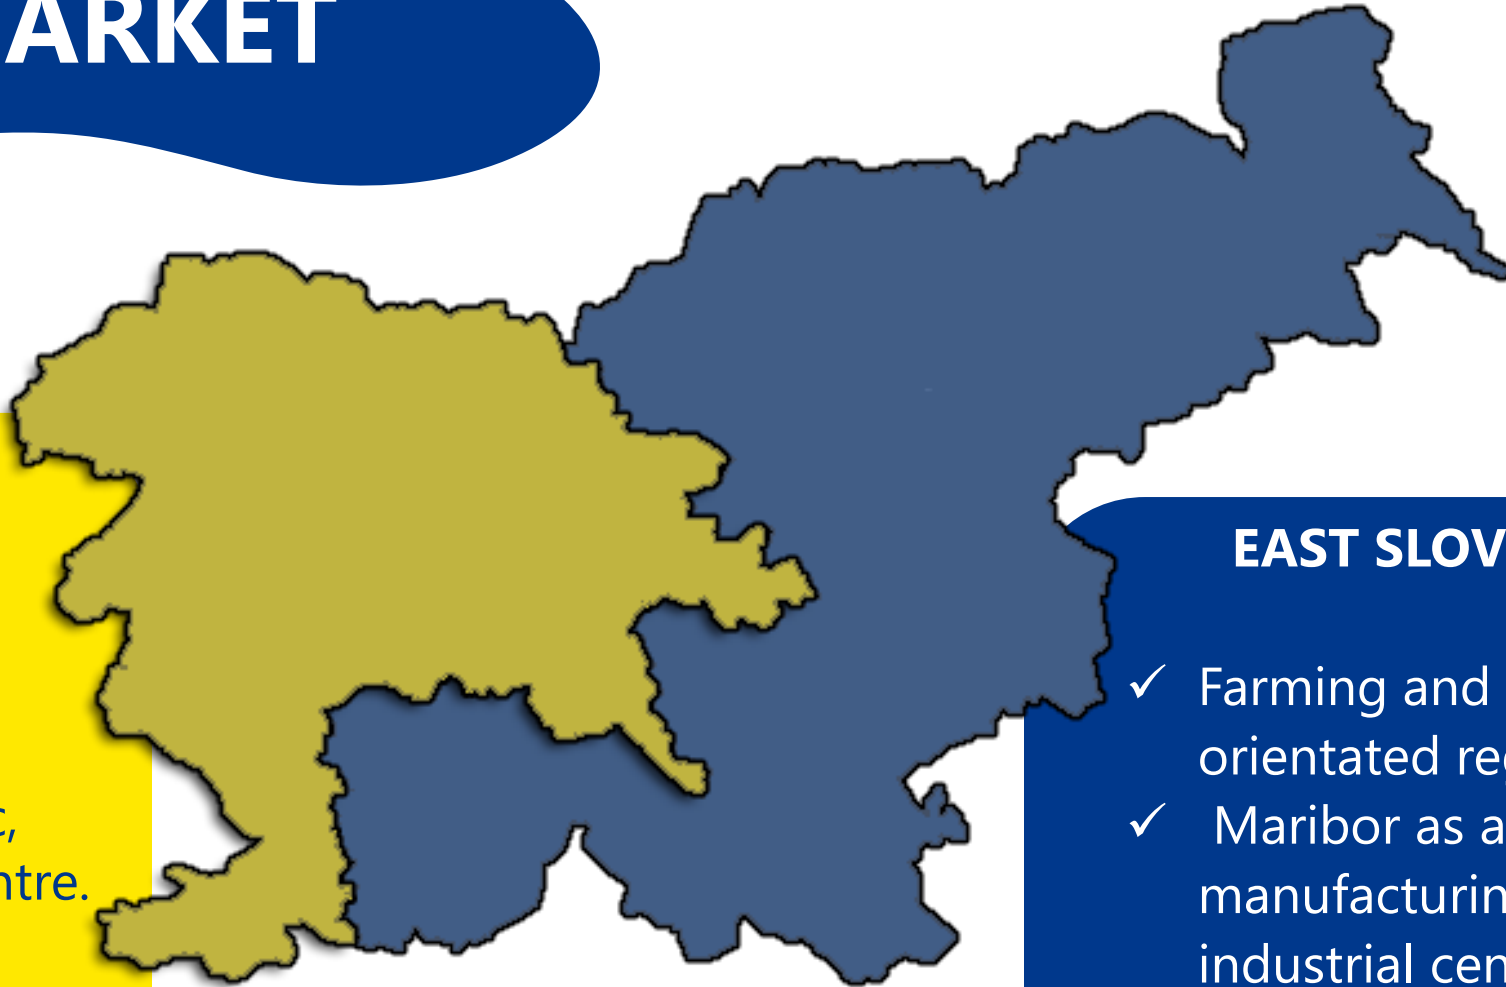 ARKET
EAST SLOV
✓ Farming and
orientated re
✓ Maribor as a
manufacturin
industrial cen
,
ntre.